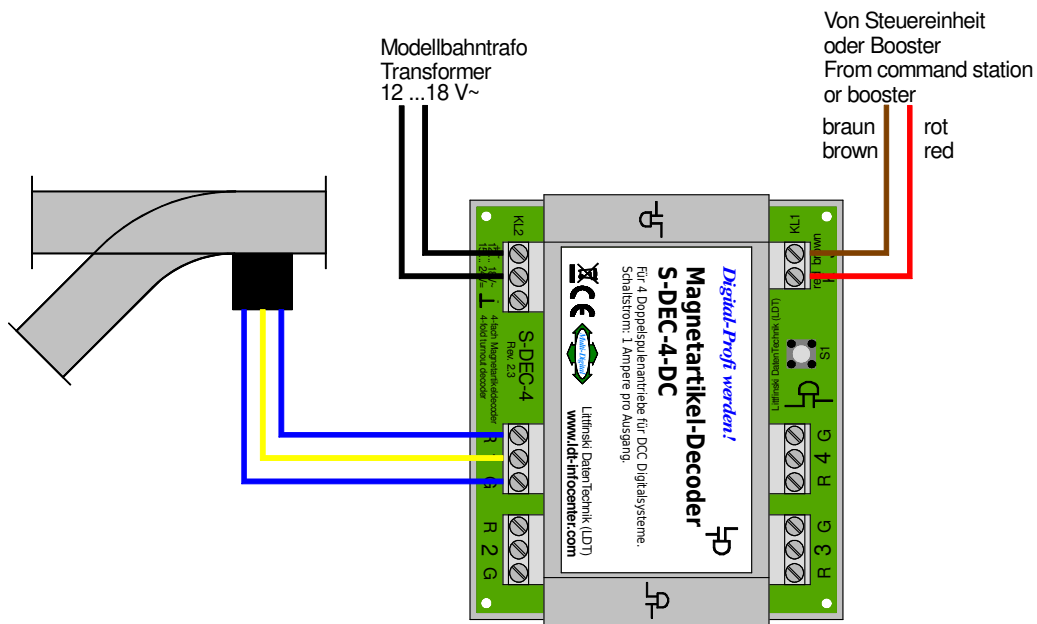 Modellbahntrafo
Transformer
12 ...18 V~
Von Steuereinheit
oder Booster
From command station
or booster
braun rot
brown red
KL2
S-DEC-4
Rev. 2.3
4-fach Magnetartikeldecoder
4-fold turnout decoder
R
G
R 2 G
Digital-Profi werden!
Magnetartikel-Decoder
S-DEC-4-DC
Für 4 Doppelspulenantriebe für DCC Digitalsysteme.
Schaltstrom: 1 Ampere pro Ausgang.
CE
Multi-Digital
Littfinski DatenTechnik (LDT)
www.ldt-infocenter.com
KL1
red brown
S1
Littfinski DatenTechnik (LDT)
R 4 G
R 3 G